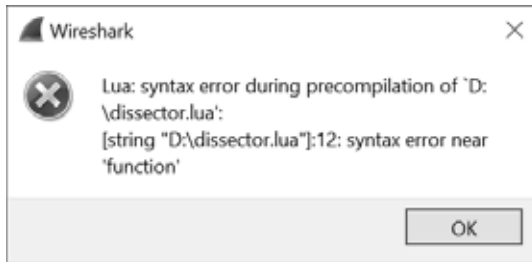 Wireshark
Lua: syntax error during precompilation of `D:
\dissector.lua':
[string "D:\dissector.lua"]:12: syntax error near
'function'
OK